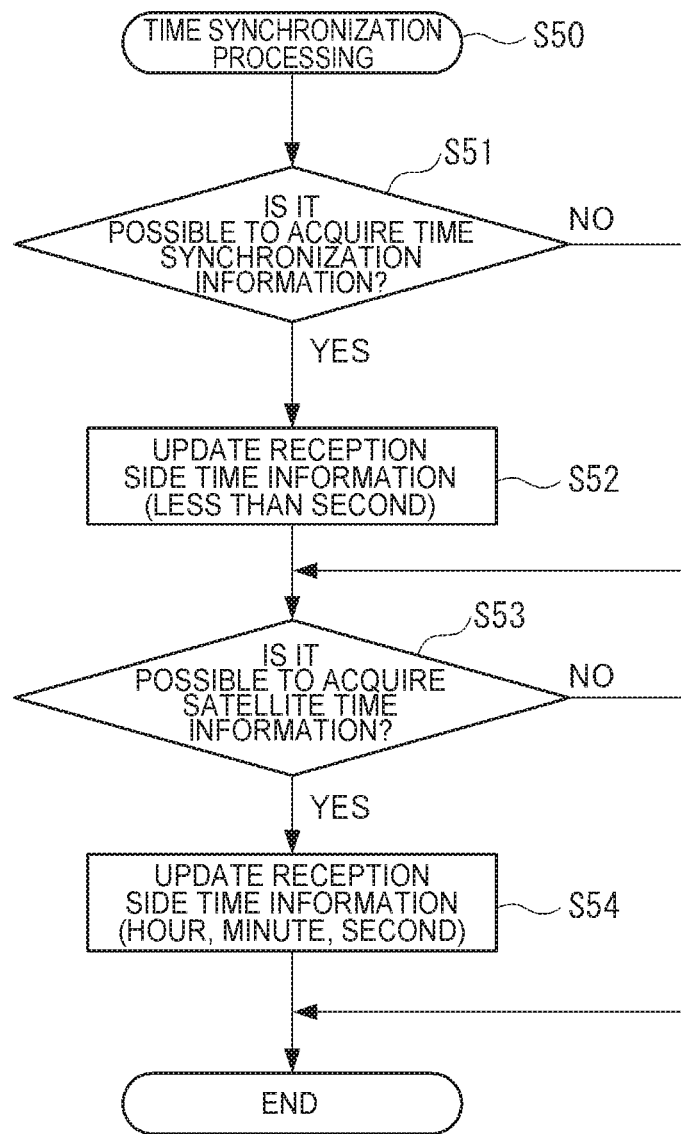 TIME SYNCHRONIZATION
PROCESSING
S50
S51
IS IT
POSSIBLE TO ACQUIRE TIME
SYNCHRONIZATION
INFORMATION?
NO
YES
UPDATE RECEPTION
SIDE TIME INFORMATION
(LESS THAN SECOND)
S52
S53
IS IT
POSSIBLE TO ACQUIRE
SATELLITE TIME
INFORMATION?
NO
YES
UPDATE RECEPTION
SIDE TIME INFORMATION
(HOUR, MINUTE, SECOND)
S54
END